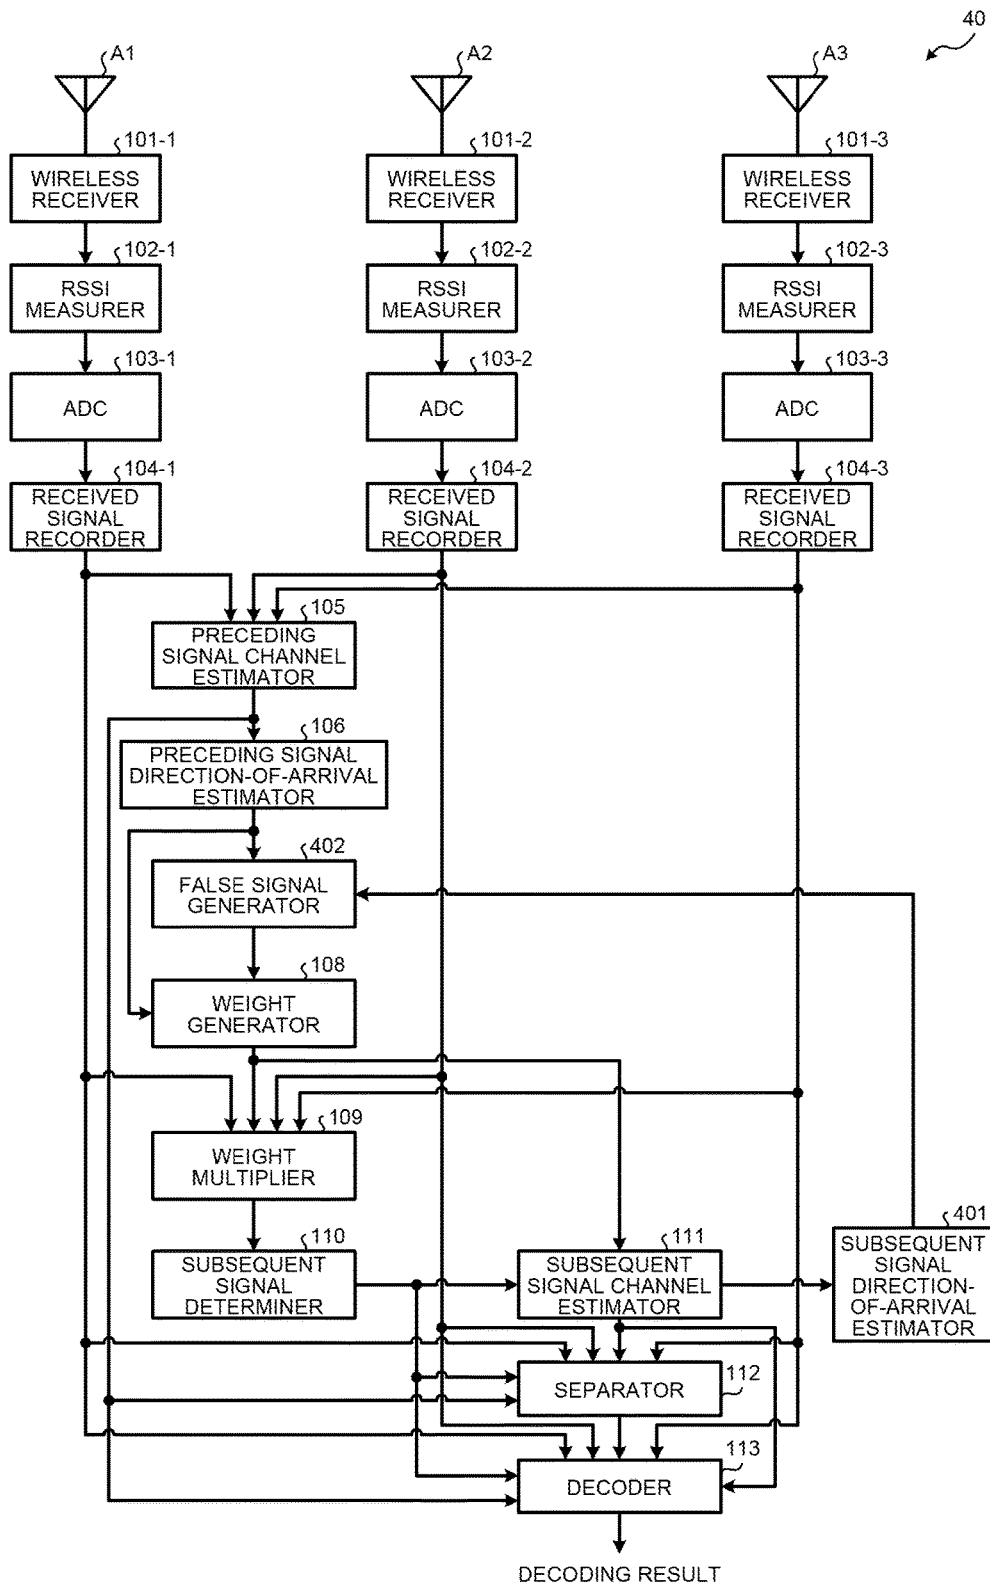 40
A1
A2
A3
101-1
101-2
101-3
WIRELESS
RECEIVER
WIRELESS
RECEIVER
WIRELESS
RECEIVER
102-1
102-2
102-3
RSSI
MEASURER
RSSI
MEASURER
RSSI
MEASURER
103-1
103-2
103-3
ADC
ADC
ADC
104-1
104-2
104-3
RECEIVED
SIGNAL
RECORDER
RECEIVED
SIGNAL
RECORDER
RECEIVED
SIGNAL
RECORDER
105
PRECEDING
SIGNAL CHANNEL
ESTIMATOR
106
PRECEDING SIGNAL
DIRECTION-OF-ARRIVAL
ESTIMATOR
402
FALSE SIGNAL
GENERATOR
108
WEIGHT
GENERATOR
109
WEIGHT
MULTIPLIER
110
SUBSEQUENT
SIGNAL
DETERMINER
111
SUBSEQUENT
SIGNAL CHANNEL
ESTIMATOR
401
SUBSEQUENT
SIGNAL
DIRECTION-
OF-ARRIVAL
ESTIMATOR
112
SEPARATOR
113
DECODER
DECODING RESULT